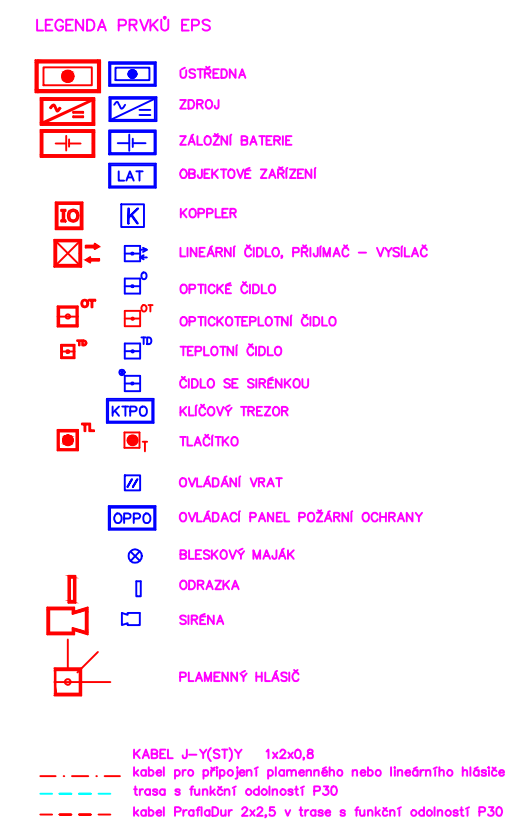 LEGENDA PRVKŮ EPS
ÚSTŘEDNA
ZDROJ
ZÁLOŽNÍ BATERIE
LAT OBJEKTOVÉ ZAŘÍZENÍ
IO K KOPPLER
LINEÁRNÍ ČIDLO, PŘIJÍMAČ – VYSÍLAČ
O OPTICKÉ ČIDLO
OT OT OPTICKOTEPLOTNÍ ČIDLO
TD TD TEPLOTNÍ ČIDLO
ČIDLO SE SIRÉNKOU
KTPO KLÍČOVÝ TREZOR
TL T TLAČÍTKO
OVLÁDÁNÍ VRAT
OPPO OVLÁDACÍ PANEL POŽÁRNÍ OCHRANY
BLESKOVÝ MAJÁK
ODRAZKA
SIRÉNA
PLAMENNÝ HLÁSIČ
KABEL J–Y(ST)Y 1x2x0,8
kabel pro připojení plamenného nebo lineárního hlásiče
trasa s funkční odolností P30
kabel PraflaDur 2x2,5 v trase s funkční odolností P30